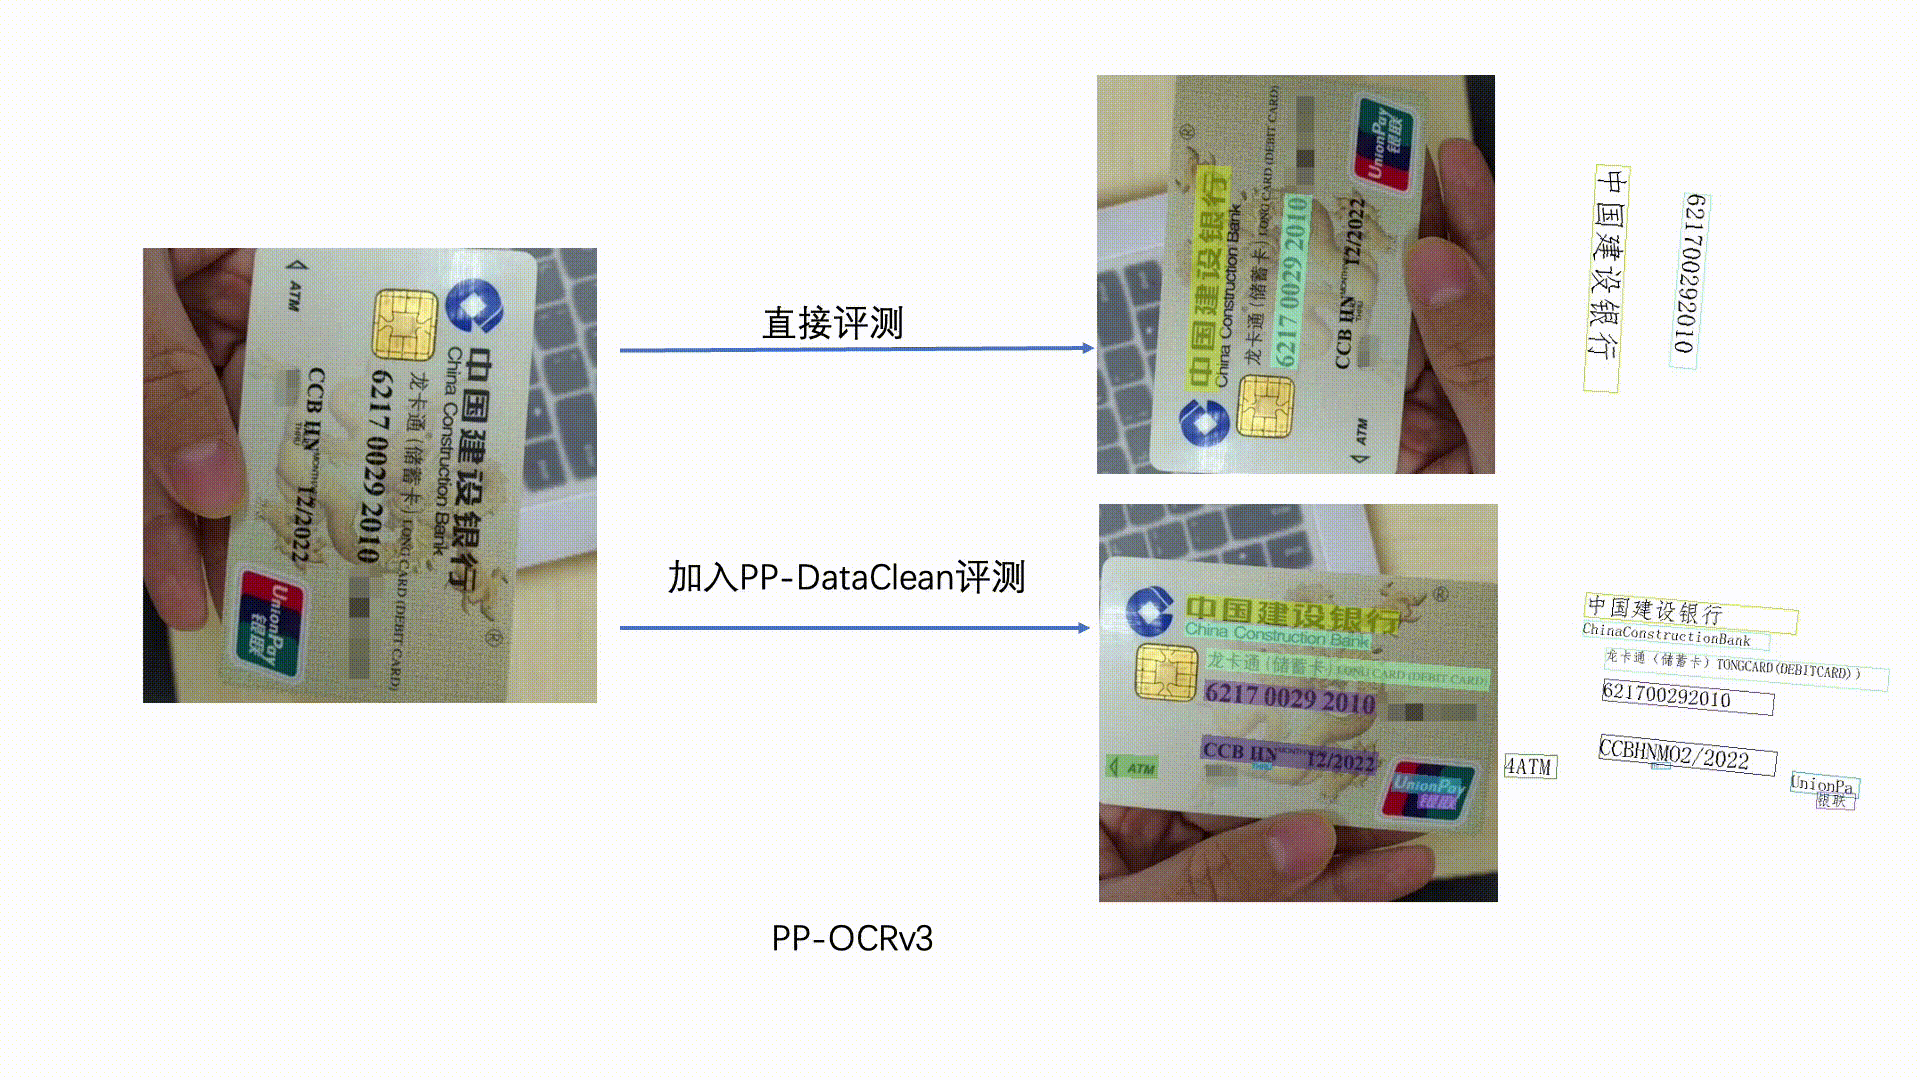 ATM
中国建设银行
China Construction Bank
龙卡通(储蓄卡) LONG CARD (DEBIT CARD)
6217 0029 2010
CCB HN MONTH 12/2022
THRU
UnionPay
银联
®
直接评测
®
中国建设银行
China Construction Bank
龙卡通(储蓄卡) LONG CARD (DEBIT CARD)
6217 0029 2010
CCB HN 12/2022
THRU
ATM
UnionPay
银联
中国建设银行
621700292010
加入PP-DataClean评测
中国建设银行 ®
China Construction Bank
龙卡通(储蓄卡) LONG CARD (DEBIT CARD)
6217 0029 2010
CCB HN MONTH 12/2022
ATM
UnionPay
银联
中国建设银行
ChinaConstructionBank
龙卡通（储蓄卡）TONGCARD(DEBITCARD)）
621700292010
CCBHNMO2/2022
4ATM
UnionPa
银联
PP-OCRv3